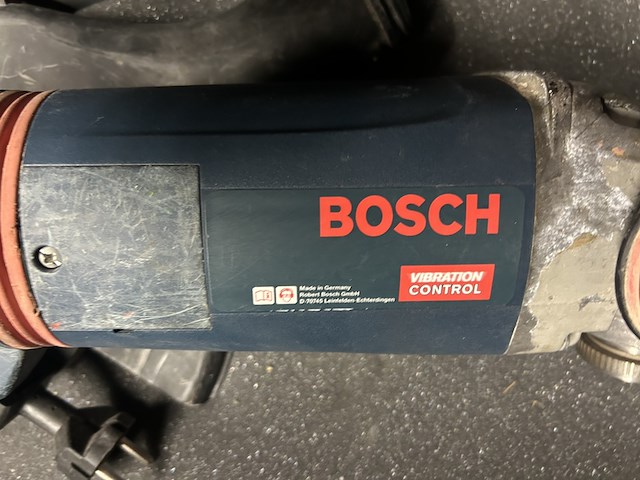 BOSCH
VIBRATION
CONTROL
Made in Germany
Robert Bosch GmbH
D-70745 Leinfelden-Echterdingen